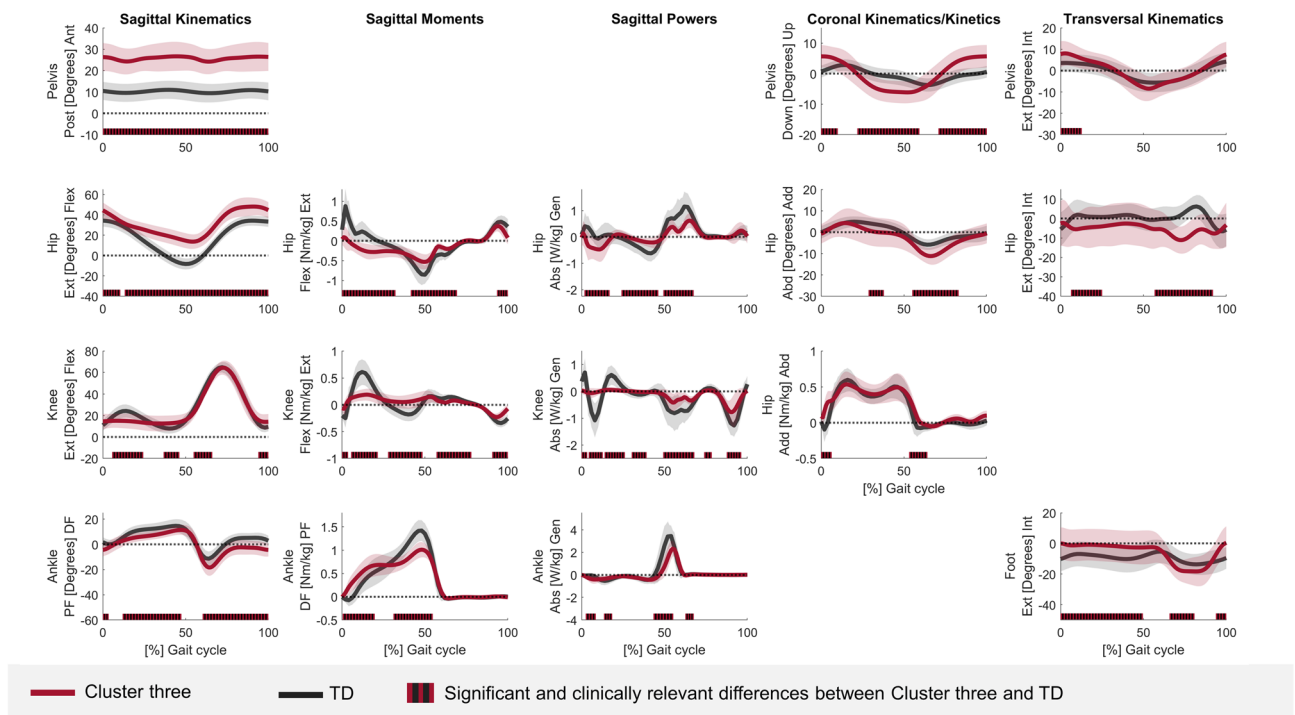 Sagittal Kinematics
Sagittal Moments
Sagittal Powers
Coronal Kinematics/Kinetics
Transversal Kinematics
Pelvis
Post [Degrees] Ant
40
30
20
10
0
-10
0
50
100
Pelvis
Down [Degrees] Up
20
10
0
-10
-20
0
50
100
Pelvis
Ext [Degrees] Int
20
10
0
-10
-20
-30
0
50
100
Hip
Ext [Degrees] Flex
60
40
20
0
-20
-40
0
50
100
Hip
Flex [Nm/kg] Ext
1
0.5
0
-0.5
-1
0
50
100
Hip
Abs [W/kg] Gen
1
0
-1
-2
0
50
100
Hip
Abd [Degrees] Add
20
10
0
-10
-20
-30
0
50
100
Hip
Ext [Degrees] Int
10
0
-10
-20
-30
-40
0
50
100
Knee
Ext [Degrees] Flex
80
60
40
20
0
-20
0
50
100
Knee
Flex [Nm/kg] Ext
1
0.5
0
-0.5
-1
0
50
100
Knee
Abs [W/kg] Gen
1
0
-1
-2
0
50
100
Hip
Add [Nm/kg] Abd
1
0.5
0
-0.5
0
50
100
[%] Gait cycle
Ankle
PF [Degrees] DF
20
0
-20
-40
-60
0
50
100
[%] Gait cycle
Ankle
DF [Nm/kg] PF
1.5
1
0.5
0
-0.5
0
50
100
[%] Gait cycle
Ankle
Abs [W/kg] Gen
4
2
0
-2
-4
0
50
100
[%] Gait cycle
Foot
Ext [Degrees] Int
20
0
-20
-40
0
50
100
[%] Gait cycle
Cluster three
TD
Significant and clinically relevant differences between Cluster three and TD